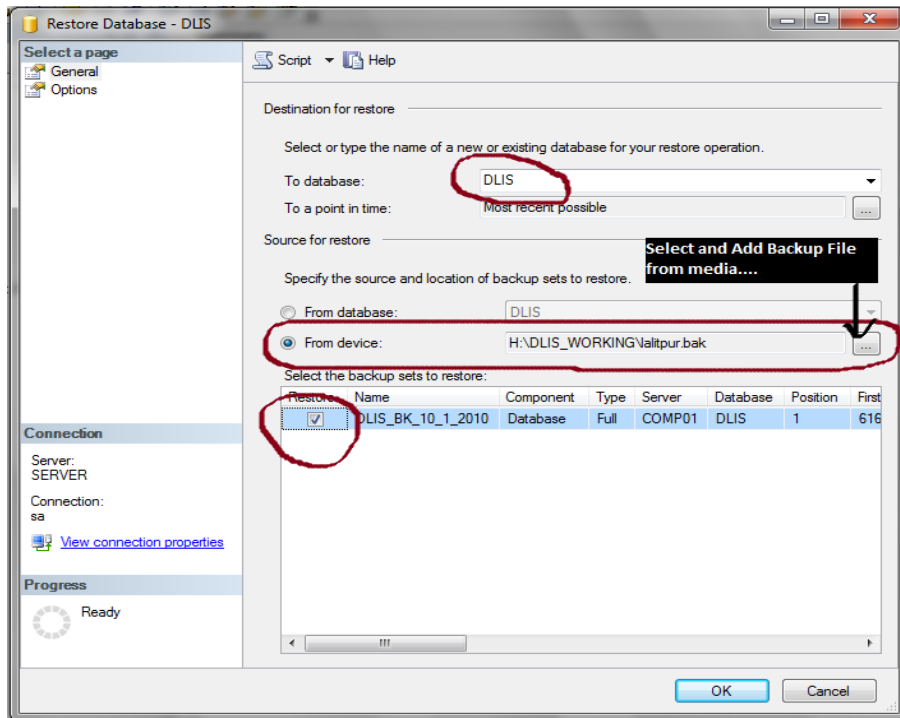 Restore Database - DLIS
Select a page
General
Options
Script Help
Destination for restore
Select or type the name of a new or existing database for your restore operation.
To database: DLIS
To a point in time: Most recent possible ...
Source for restore
Select and Add Backup File
from media....
Specify the source and location of backup sets to restore.
From database: DLIS
From device: H:\DLIS_WORKING\lalitpur.bak ...
Select the backup sets to restore:
Restore Name Component Type Server Database Position First
DLIS_BK_10_1_2010 Database Full COMP01 DLIS 1 616
Connection
Server:
SERVER
Connection:
sa
View connection properties
Progress
Ready
OK Cancel